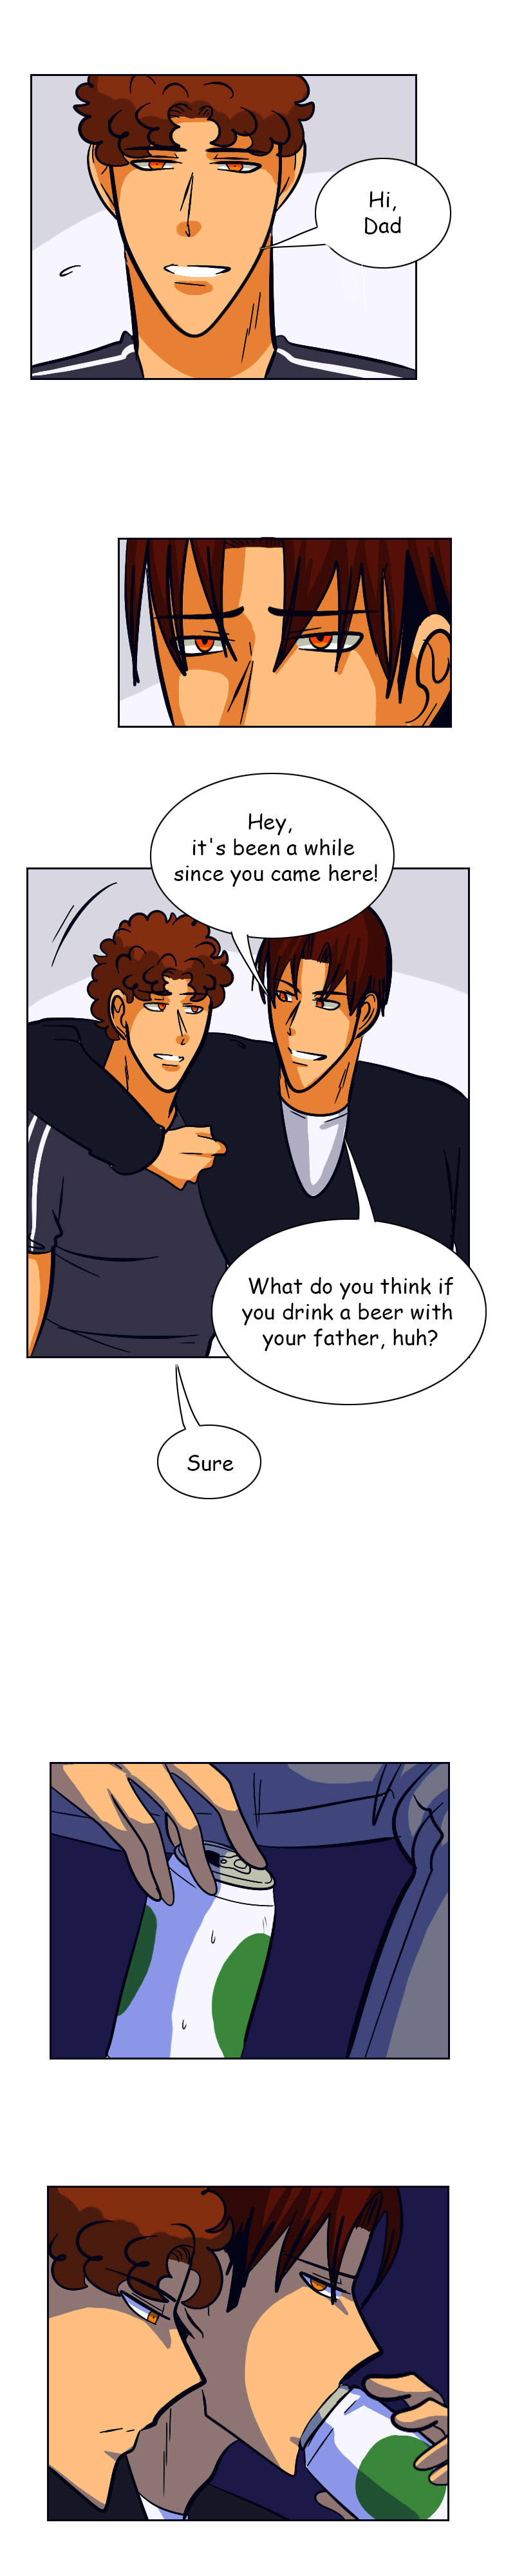 Hi,
Dad
Hey,
it's been a while
since you came here!
What do you think if
you drink a beer with
your father, huh?
Sure